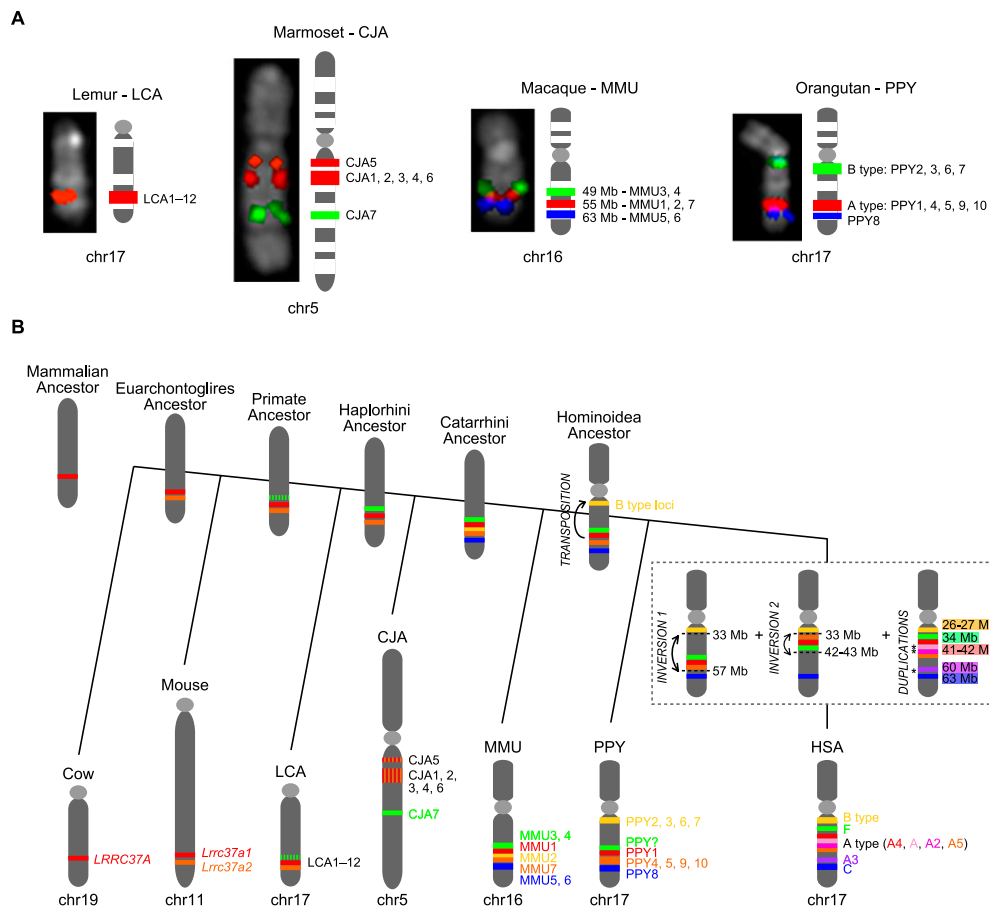 A
Lemur - LCA
LCA1–12
chr17
Marmoset - CJA
CJA5
CJA1, 2, 3, 4, 6
CJA7
chr5
Macaque - MMU
49 Mb - MMU3, 4
55 Mb - MMU1, 2, 7
63 Mb - MMU5, 6
chr16
Orangutan - PPY
B type: PPY2, 3, 6, 7
A type: PPY1, 4, 5, 9, 10
PPY8
chr17
B
Mammalian
Ancestor
Euarchontoglires
Ancestor
Primate
Ancestor
Haplorhini
Ancestor
Catarrhini
Ancestor
Hominoidea
Ancestor
TRANSPOSITION
B type loci
INVERSION 1
33 Mb
57 Mb
+
INVERSION 2
33 Mb
42-43 Mb
+
DUPLICATIONS
*
*
*
26-27 M
34 Mb
41-42 M
60 Mb
63 Mb
Cow
LRRC37A
chr19
Mouse
Lrrc37a1
Lrrc37a2
chr11
LCA
LCA1–12
chr17
CJA
CJA5
CJA1, 2,
3, 4, 6
CJA7
chr5
MMU
MMU3, 4
MMU1
MMU2
MMU7
MMU5, 6
chr16
PPY
PPY2, 3, 6, 7
PPY?
PPY1
PPY4, 5, 9, 10
PPY8
chr17
HSA
B type
F
A type (A4, A, A2, A5)
A3
C
chr17